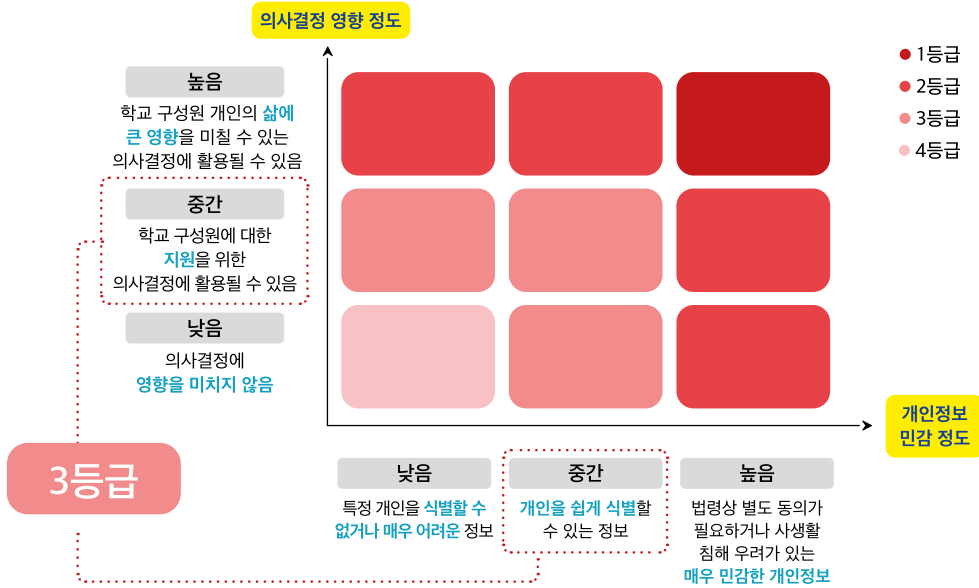 의사결정 영향 정도
높음
학교 구성원 개인의 삶에
큰 영향을 미칠 수 있는
의사결정에 활용될 수 있음
중간
학교 구성원에 대한
지원을 위한
의사결정에 활용될 수 있음
낮음
의사결정에
영향을 미치지 않음
1등급
2등급
3등급
4등급
개인정보
민감 정도
3등급
낮음
특정 개인을 식별할 수
없거나 매우 어려운 정보
중간
개인을 쉽게 식별할
수 있는 정보
높음
법령상 별도 동의가
필요하거나 사생활
침해 우려가 있는
매우 민감한 개인정보